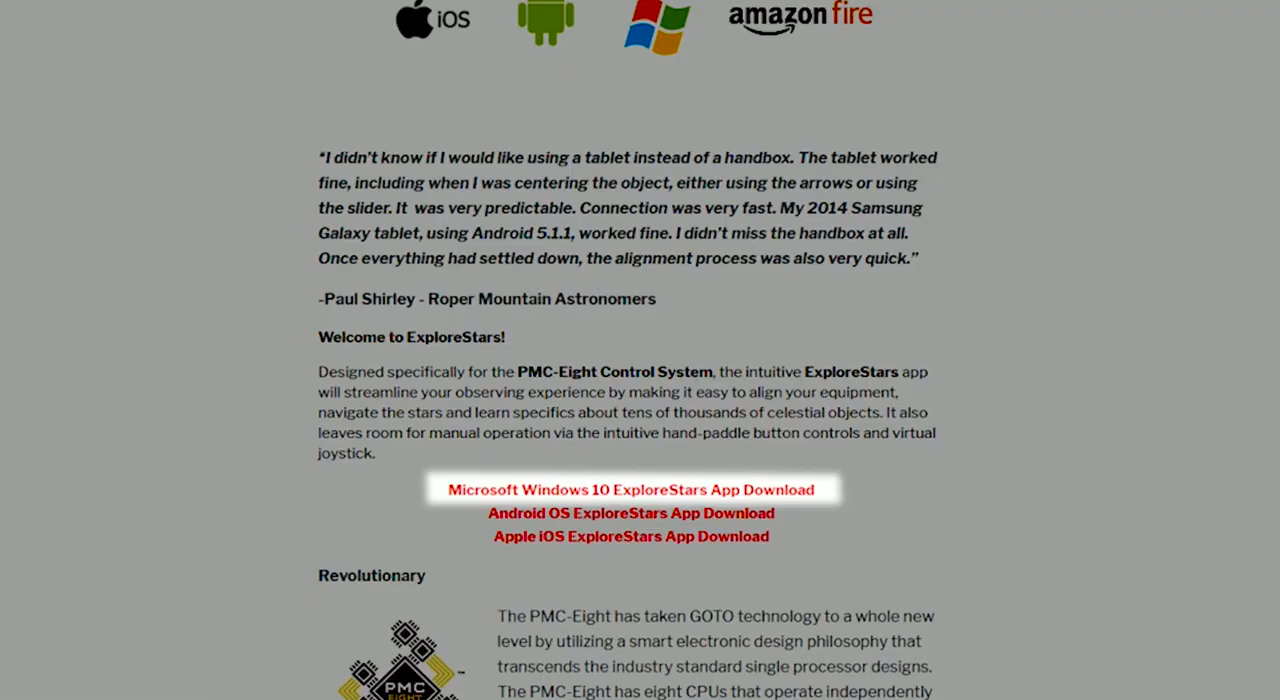 iOS
amazon fire
"I didn't know if I would like using a tablet instead of a handbox. The tablet worked
fine, including when I was centering the object, either using the arrows or using
the slider. It was very predictable. Connection was very fast. My 2014 Samsung
Galaxy tablet, using Android 5.1.1, worked fine. I didn't miss the handbox at all.
Once everything had settled down, the alignment process was also very quick."
-Paul Shirley - Roper Mountain Astronomers
Welcome to ExploreStars!
Designed specifically for the PMC-Eight Control System, the intuitive ExploreStars app
will streamline your observing experience by making it easy to align your equipment,
navigate the stars and learn specifics about tens of thousands of celestial objects. It also
leaves room for manual operation via the intuitive hand-paddle button controls and virtual
joystick.
Microsoft Windows 10 ExploreStars App Download
Android OS ExploreStars App Download
Apple iOS ExploreStars App Download
Revolutionary
The PMC-Eight has taken GOTO technology to a whole new
level by utilizing a smart electronic design philosophy that
transcends the industry standard single processor designs.
The PMC-Eight has eight CPUs that operate independently
PMC
EIGHT